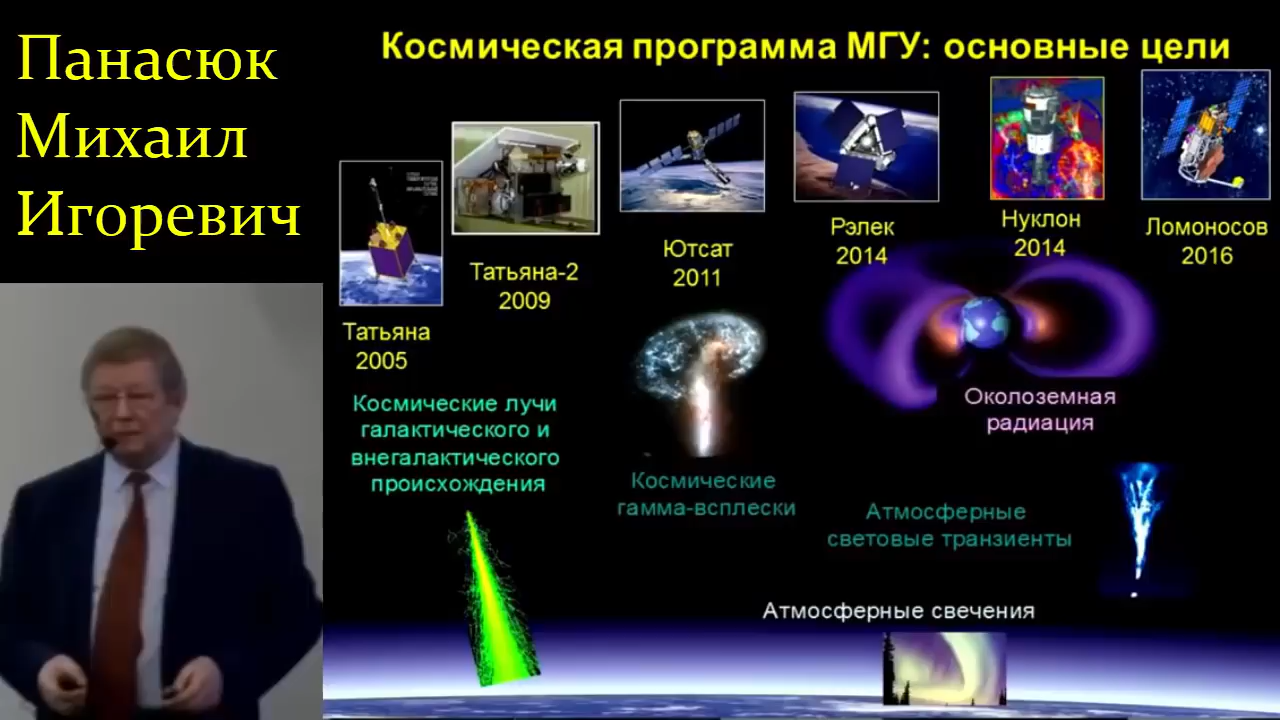 Панасюк
Михаил
Игоревич
Космическая программа МГУ: основные цели
Татьяна
2005
Татьяна-2
2009
Ютсат
2011
Рэлек
2014
Нуклон
2014
Ломоносов
2016
Космические лучи
галактического и
внегалактического
происхождения
Космические
гамма-всплески
Околоземная
радиация
Атмосферные
световые транзиенты
Атмосферные свечения